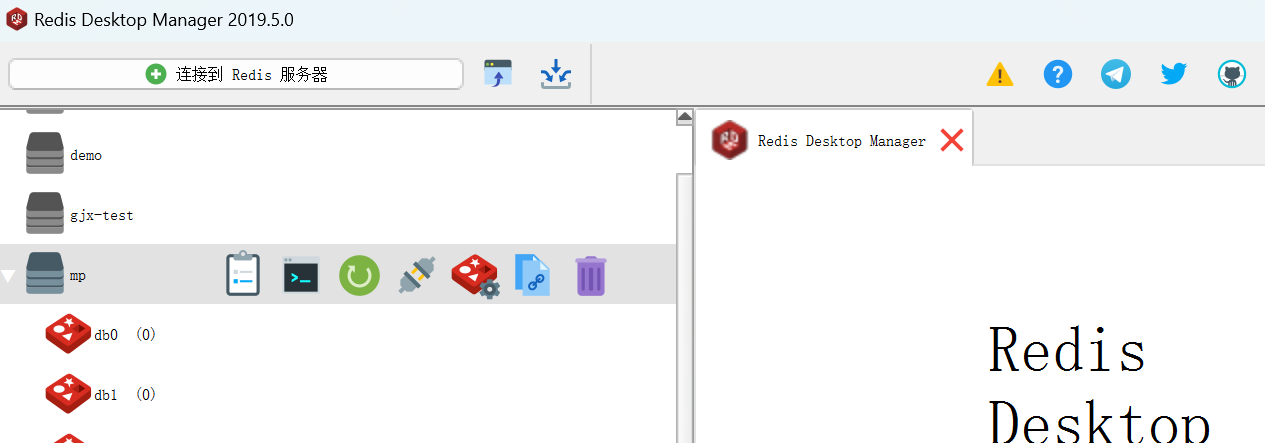 Redis Desktop Manager 2019.5.0
连接到 Redis 服务器
demo
gjx-test
mp
db0 (0)
db1 (0)
Redis Desktop Manager
Redis
Desktop